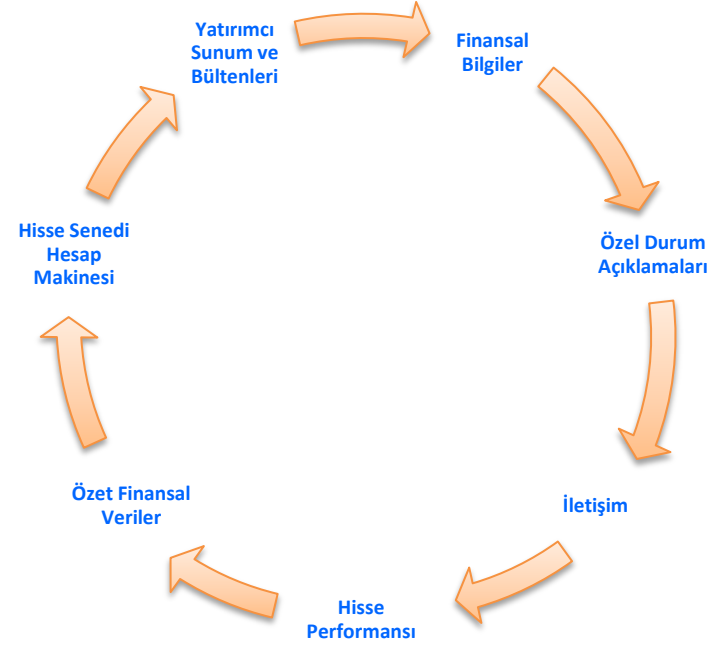 Yatırımcı
Sunum ve
Bültenleri
Finansal
Bilgiler
Özel Durum
Açıklamaları
İletişim
Hisse
Performansı
Özet Finansal
Veriler
Hisse Senedi
Hesap
Makinesi